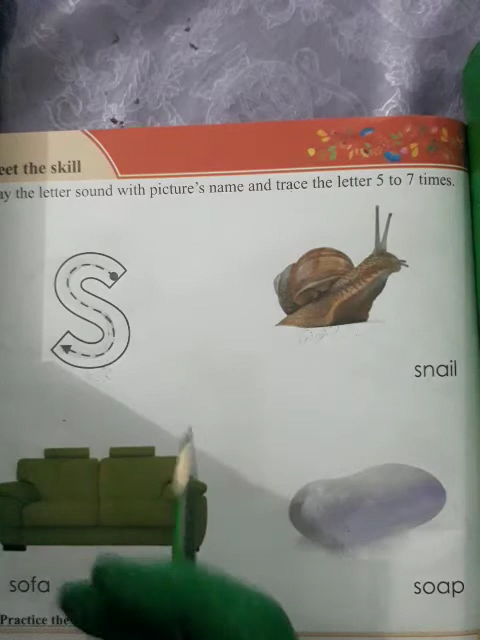 eet the skill
ay the letter sound with picture's name and trace the letter 5 to 7 times.
S
snail
sofa
soap
Practice the